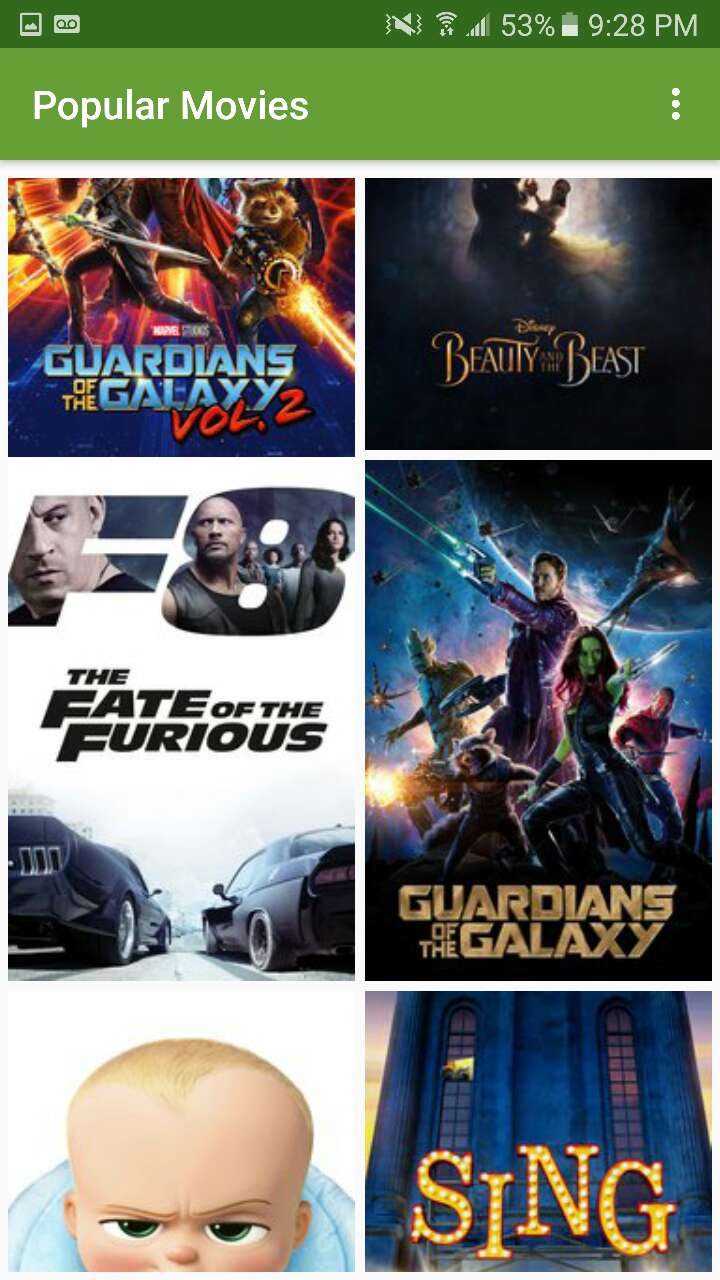 53% 9:28 PM
Popular Movies
MARVEL STUDIOS
GUARDIANS
OF
THE GALAXY
VOL. 2
Disney
BEAUTY AND THE BEAST
F8
THE
FATE OF THE
FURIOUS
GUARDIANS
OF
THE GALAXY
SING